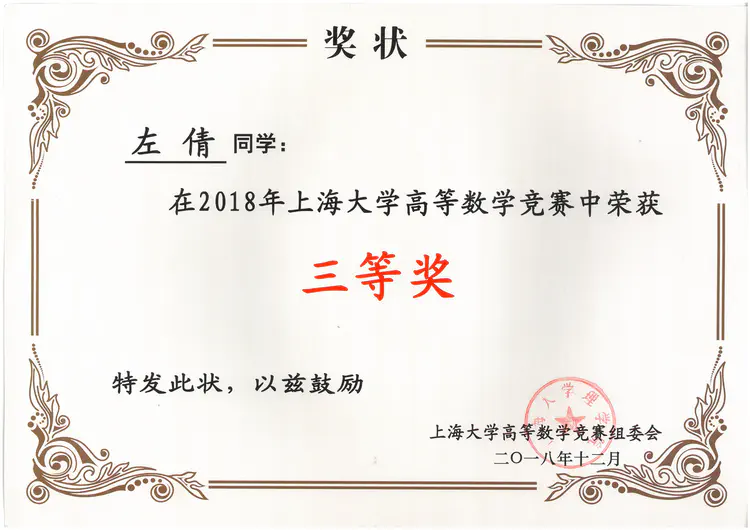 奖状
左倩同学：
在2018年上海大学高等数学竞赛中荣获
三等奖
特发此状，以兹鼓励
上海大学高等数学竞赛组委会
二〇一八年十二月